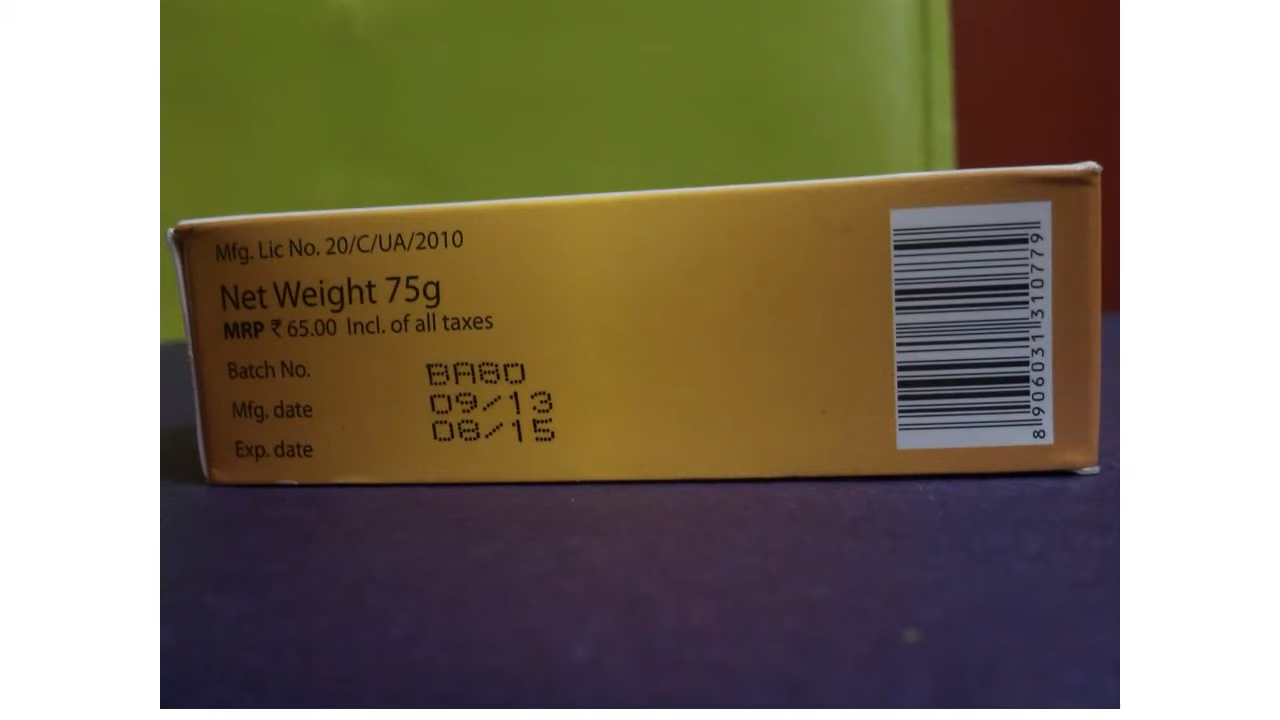 Mfg. Lic No. 20/C/UA/2010
Net Weight 75g
MRP ₹ 65.00 Incl. of all taxes
Batch No. BA80
Mfg. date 09/13
Exp. date 08/15
8906031310779